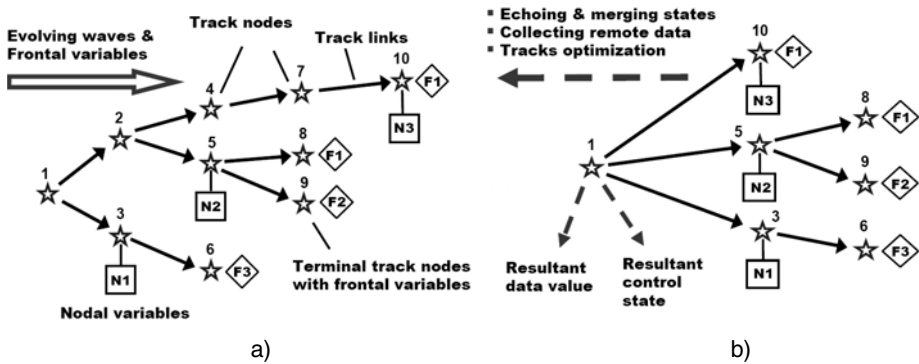 Evolving waves &
Frontal variables
Track nodes
Track links
10
F1
7
4
N3
2
8
5
F1
1
9
N2
F2
3
6
F3
N1
Terminal track nodes
with frontal variables
Nodal variables
a)
▪ Echoing & merging states
▪ Collecting remote data
▪ Tracks optimization
10
F1
N3
8
5
F1
1
9
N2
F2
3
6
F3
N1
Resultant
data value
Resultant
control
state
b)